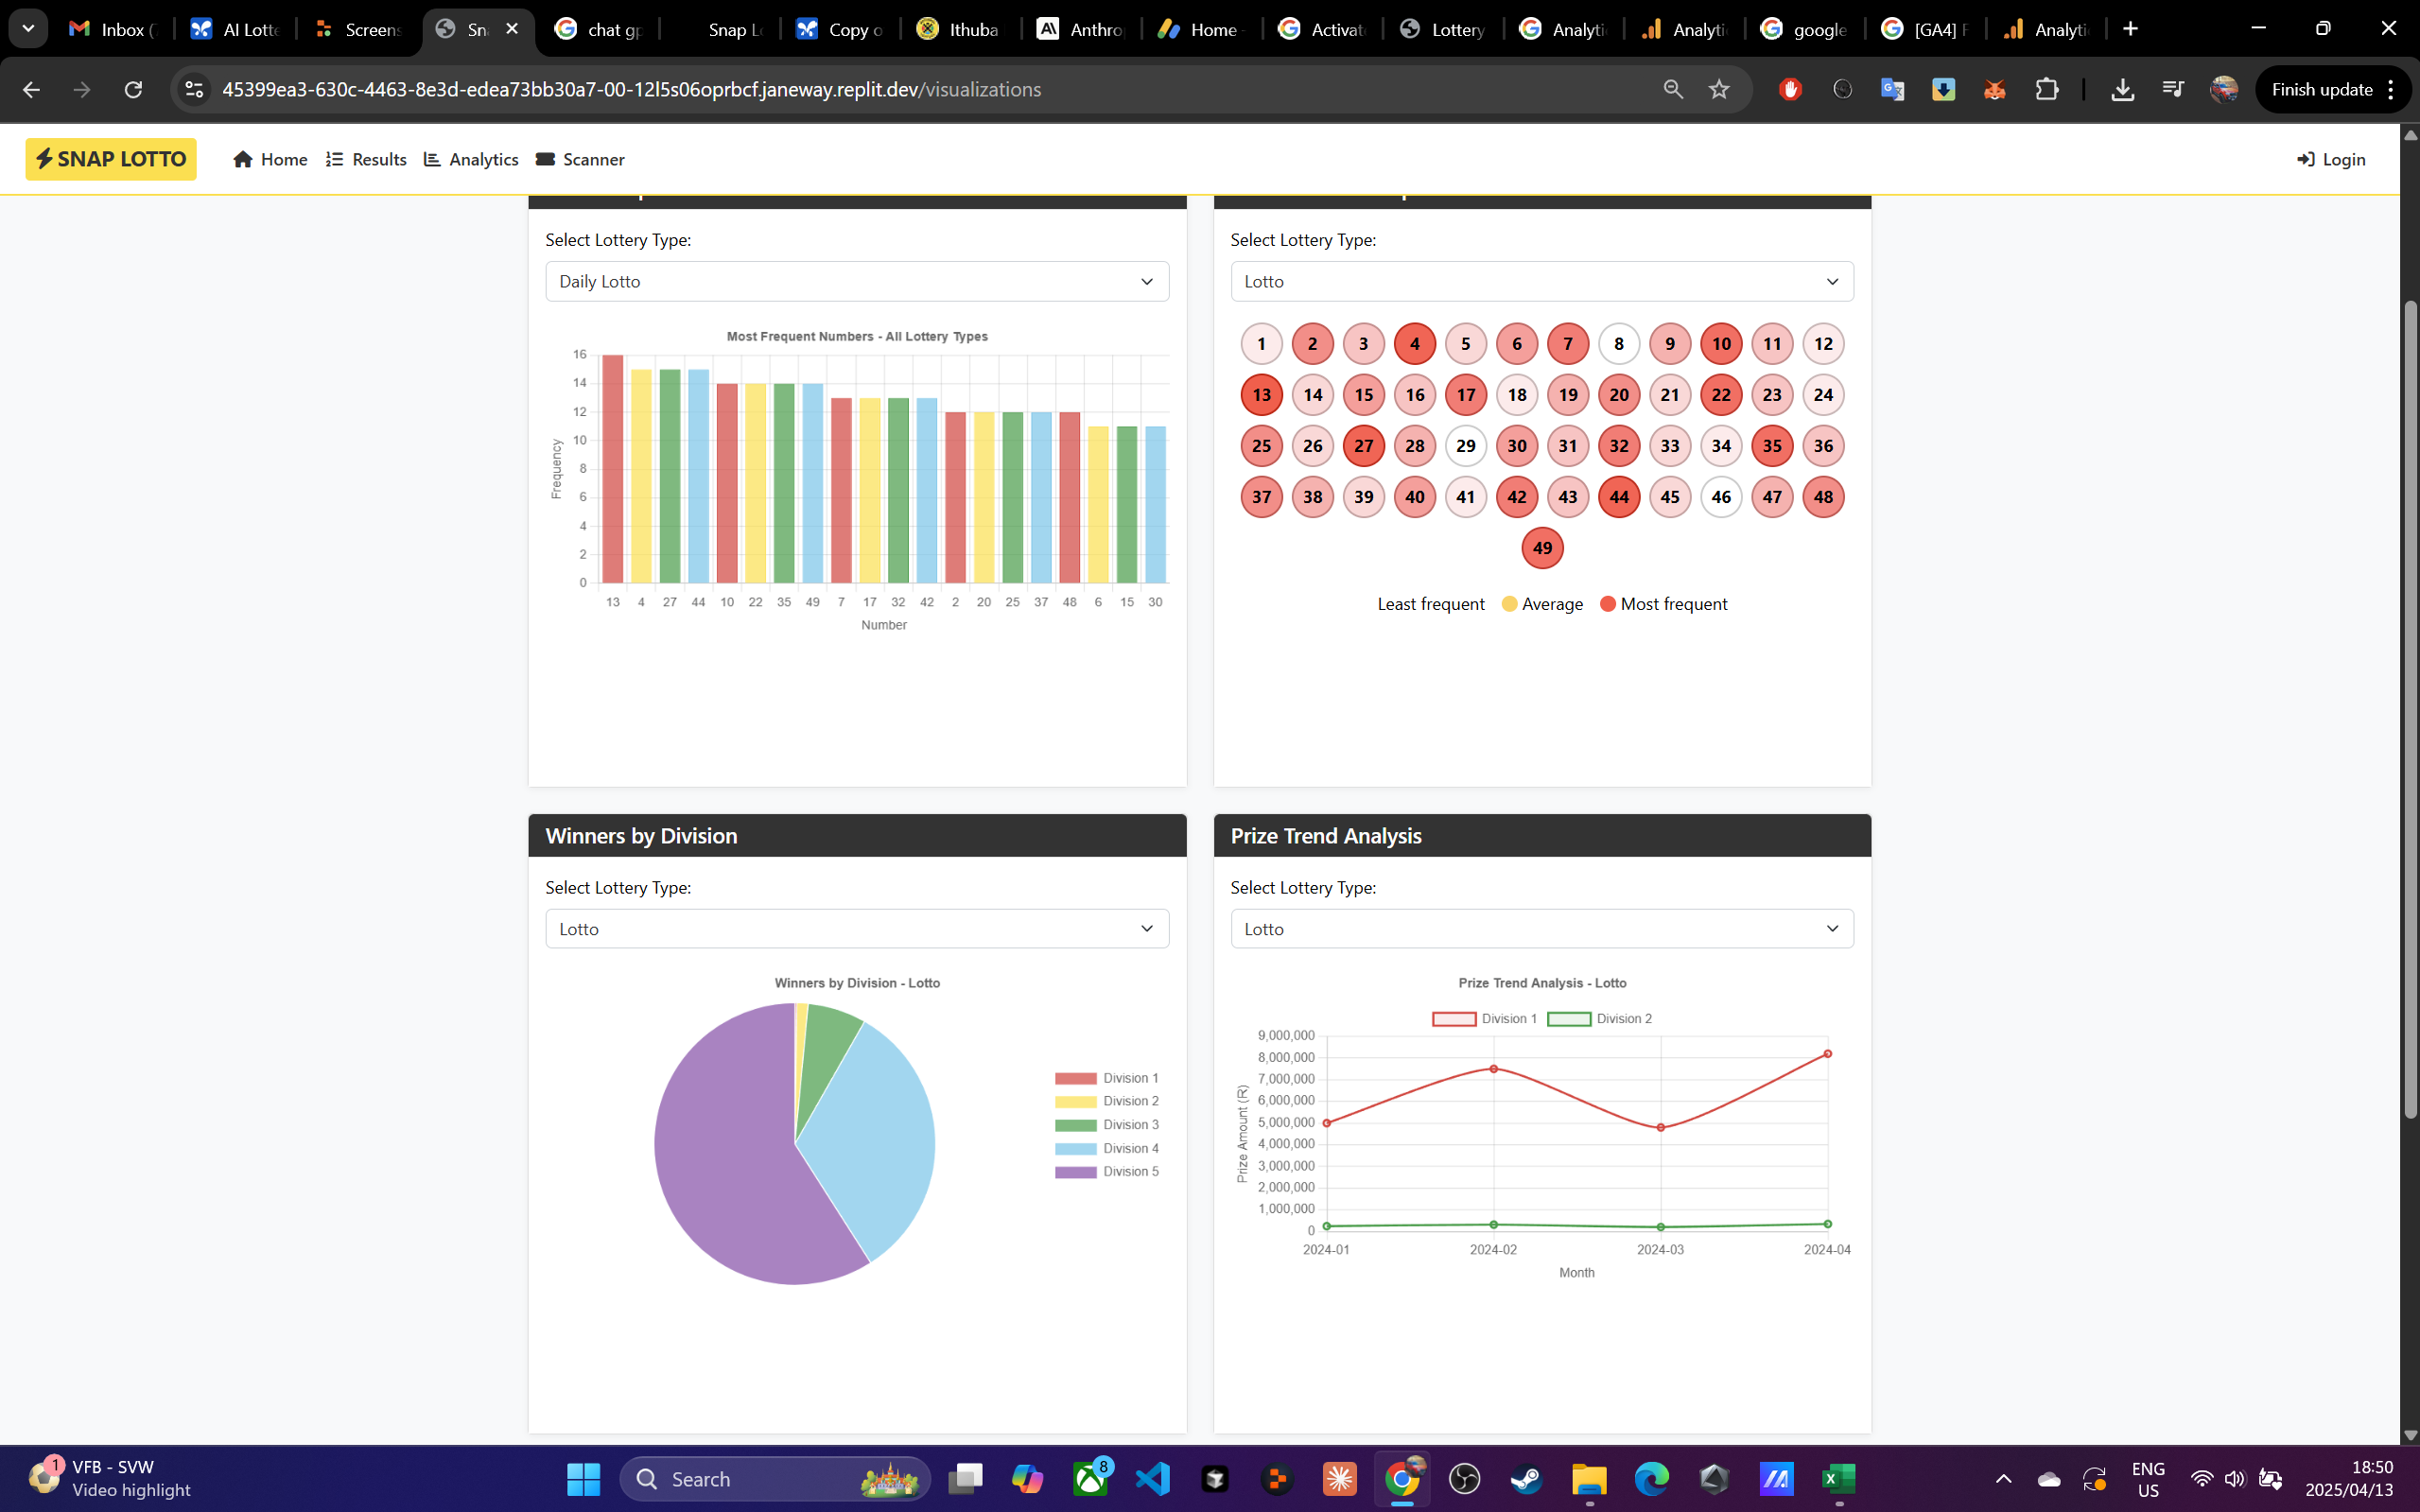 Inbox (
AI Lotte
Screens
Sn
chat gp
Snap L
Copy o
Ithuba
Anthro
Home
Activat
Lottery
Analyti
Analyti
google
[GA4] F
Analyti
45399ea3-630c-4463-8e3d-edea73bb30a7-00-12l5s06oprbcf.janeway.replit.dev/visualizations
Finish update
SNAP LOTTO
Home
Results
Analytics
Scanner
Login
Select Lottery Type:
Daily Lotto
Most Frequent Numbers - All Lottery Types
16
14
12
10
8
6
4
2
0
Frequency
13 4 27 44 10 22 35 49 7 17 32 42 2 20 25 37 48 6 15 30
Number
Select Lottery Type:
Lotto
1 2 3 4 5 6 7 8 9 10 11 12
13 14 15 16 17 18 19 20 21 22 23 24
25 26 27 28 29 30 31 32 33 34 35 36
37 38 39 40 41 42 43 44 45 46 47 48
49
Least frequent Average Most frequent
Winners by Division
Select Lottery Type:
Lotto
Winners by Division - Lotto
Division 1
Division 2
Division 3
Division 4
Division 5
Prize Trend Analysis
Select Lottery Type:
Lotto
Prize Trend Analysis - Lotto
Division 1 Division 2
9,000,000
8,000,000
7,000,000
6,000,000
5,000,000
4,000,000
3,000,000
2,000,000
1,000,000
0
Prize Amount (R)
2024-01 2024-02 2024-03 2024-04
Month
1
VFB - SVW
Video highlight
Search
8
ENG
US
18:50
2025/04/13